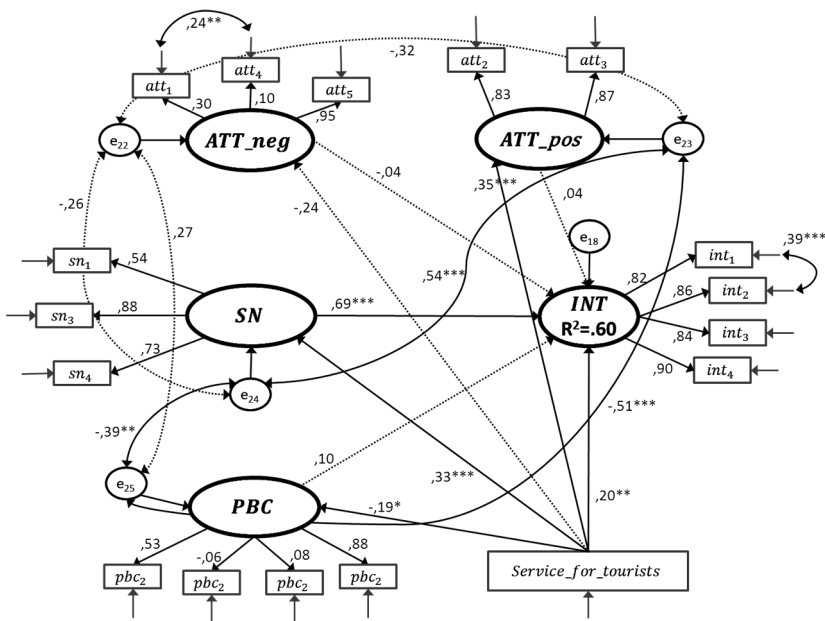 ,24**
-,32
att₁
att₄
att₅
att₂
att₃
,30
,10
,95
,83
,87
e₂₂
ATT_neg
ATT_pos
e₂₃
-,04
,35***
,04
-,24
-,26
,27
e₁₈
,39***
sn₁
,54
,54***
,82
int₁
sn₃
,88
SN
,69***
INT
R²=.60
,86
int₂
,84
int₃
sn₄
,73
,90
int₄
e₂₄
-,39**
-,51***
,10
,33***
e₂₅
PBC
-,19*
,20**
,53
-,06
,08
,88
pbc₂
pbc₂
pbc₂
pbc₂
Service_for_tourists